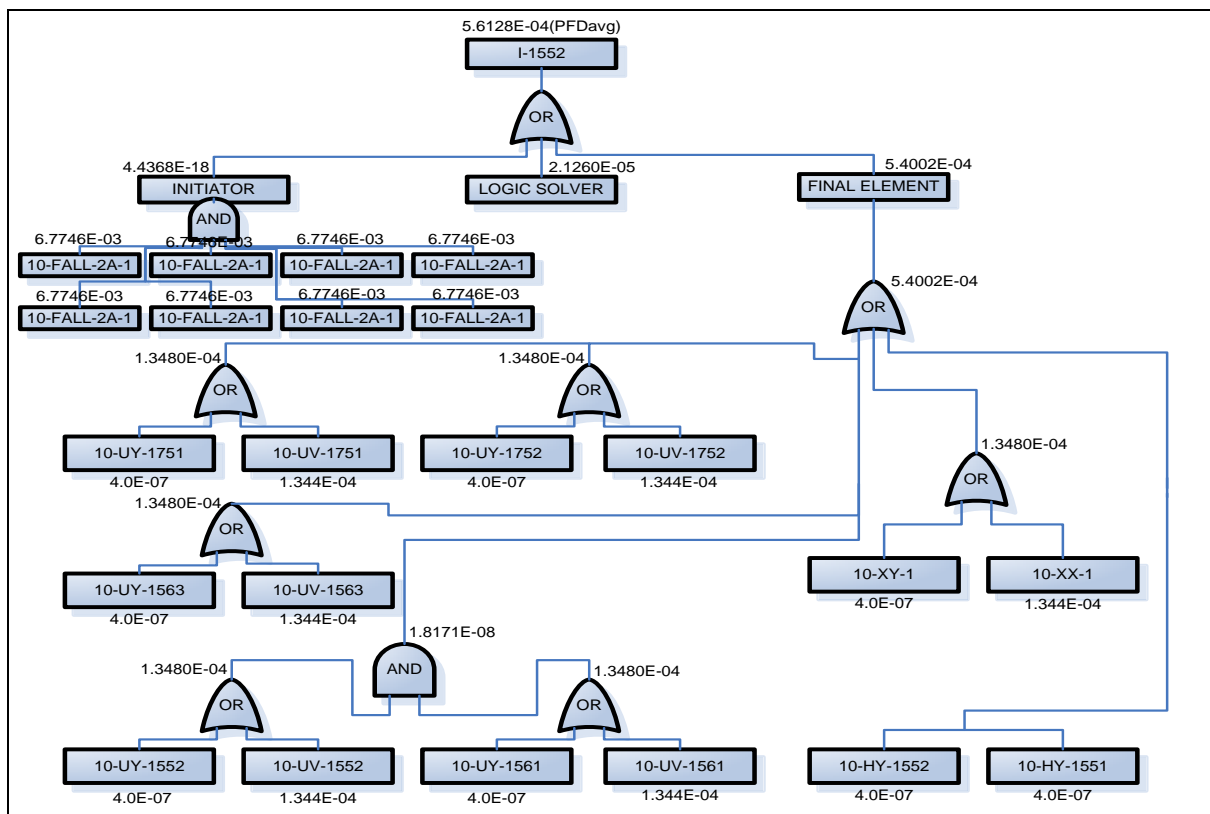 5.6128E-04(PFDavg)
I-1552
OR
4.4368E-18
2.1260E-05
5.4002E-04
INITIATOR
LOGIC SOLVER
FINAL ELEMENT
AND
6.7746E-03 6.7746E-03 6.7746E-03 6.7746E-03
10-FALL-2A-1 10-FALL-2A-1 10-FALL-2A-1 10-FALL-2A-1
6.7746E-03 6.7746E-03 6.7746E-03 6.7746E-03
10-FALL-2A-1 10-FALL-2A-1 10-FALL-2A-1 10-FALL-2A-1
5.4002E-04
OR
1.3480E-04 1.3480E-04
OR OR
10-UY-1751 10-UV-1751 10-UY-1752 10-UV-1752
4.0E-07 1.344E-04 4.0E-07 1.344E-04
1.3480E-04
OR
1.3480E-04
OR
10-UY-1563 10-UV-1563
4.0E-07 1.344E-04
10-XY-1 10-XX-1
4.0E-07 1.344E-04
1.8171E-08
AND
1.3480E-04 1.3480E-04
OR OR
10-UY-1552 10-UV-1552 10-UY-1561 10-UV-1561
4.0E-07 1.344E-04 4.0E-07 1.344E-04
10-HY-1552 10-HY-1551
4.0E-07 4.0E-07